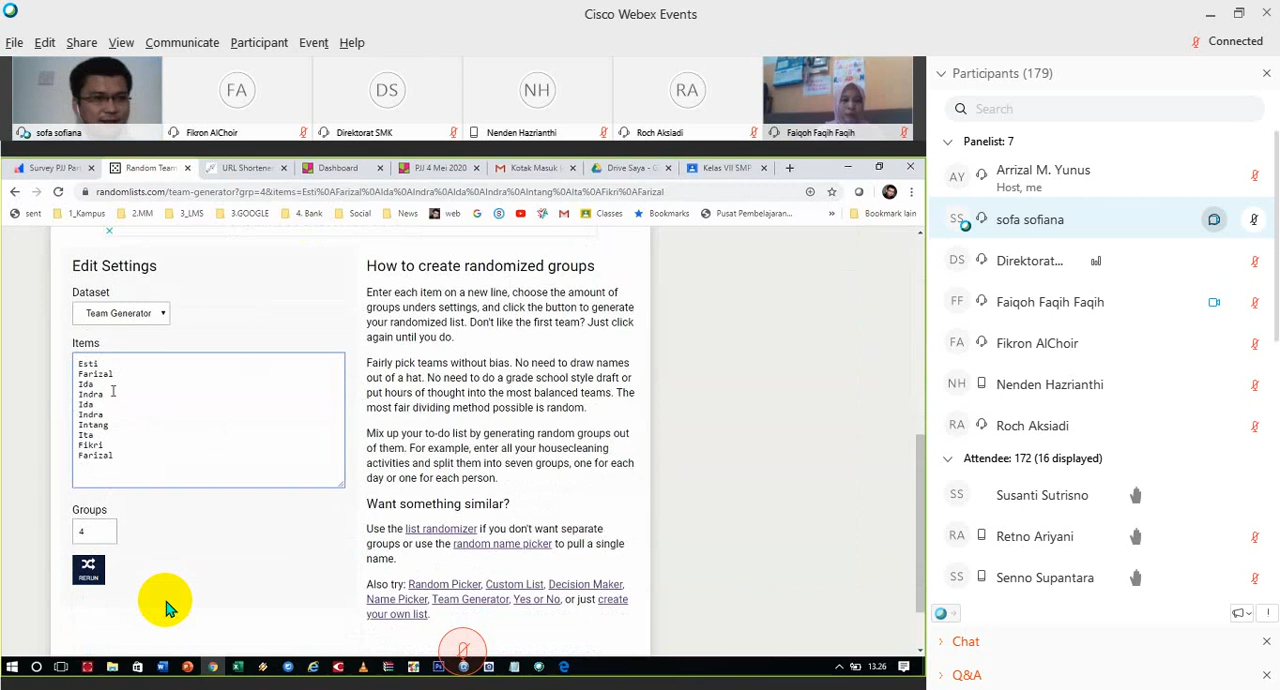 Cisco Webex Events
File Edit Share View Communicate Participant Event Help
Connected
FA
DS
NH
RA
sofa sofiana
Fikron AlChoir
Direktorat SMK
Nenden Hazrianthi
Roch Aksiadi
Faiqoh Faqih Faqih
Survey PJJ Par
Random Team
URL Shortene
Dashboard
PJJ 4 Mei 2020
Kotak Masuk
Drive Saya - G
Kelas VII SMP
randomlists.com/team-generator?grp=4&items=Esti%0AFarizal%0AIda%0AIndra%0AIda%0AIndra%0AIntang%0AIta%0AFikri%0AFarizal
sent 1_Kampus 2.MM 3_LMS 3.GOOGLE 4. Bank Social News web Classes Bookmarks Pusat Pembelajaran... Bookmark lain
Edit Settings
Dataset
Team Generator
Items
Esti
Farizal
Ida
Indra
Ida
Indra
Intang
Ita
Fikri
Farizal
Groups
4
RERUN
How to create randomized groups
Enter each item on a new line, choose the amount of
groups unders settings, and click the button to generate
your randomized list. Don't like the first team? Just click
again until you do.
Fairly pick teams without bias. No need to draw names
out of a hat. No need to do a grade school style draft or
put hours of thought into the most balanced teams. The
most fair dividing method possible is random.
Mix up your to-do list by generating random groups out
of them. For example, enter all your housecleaning
activities and split them into seven groups, one for each
day or one for each person.
Want something similar?
Use the list randomizer if you don't want separate
groups or use the random name picker to pull a single
name.
Also try: Random Picker, Custom List, Decision Maker,
Name Picker, Team Generator, Yes or No, or just create
your own list.
13.26
Participants (179)
Search
Panelist: 7
AY Arrizal M. Yunus
Host, me
SS sofa sofiana
DS Direktorat...
FF Faiqoh Faqih Faqih
FA Fikron AlChoir
NH Nenden Hazrianthi
RA Roch Aksiadi
Attendee: 172 (16 displayed)
SS Susanti Sutrisno
RA Retno Ariyani
SS Senno Supantara
Chat
Q&A